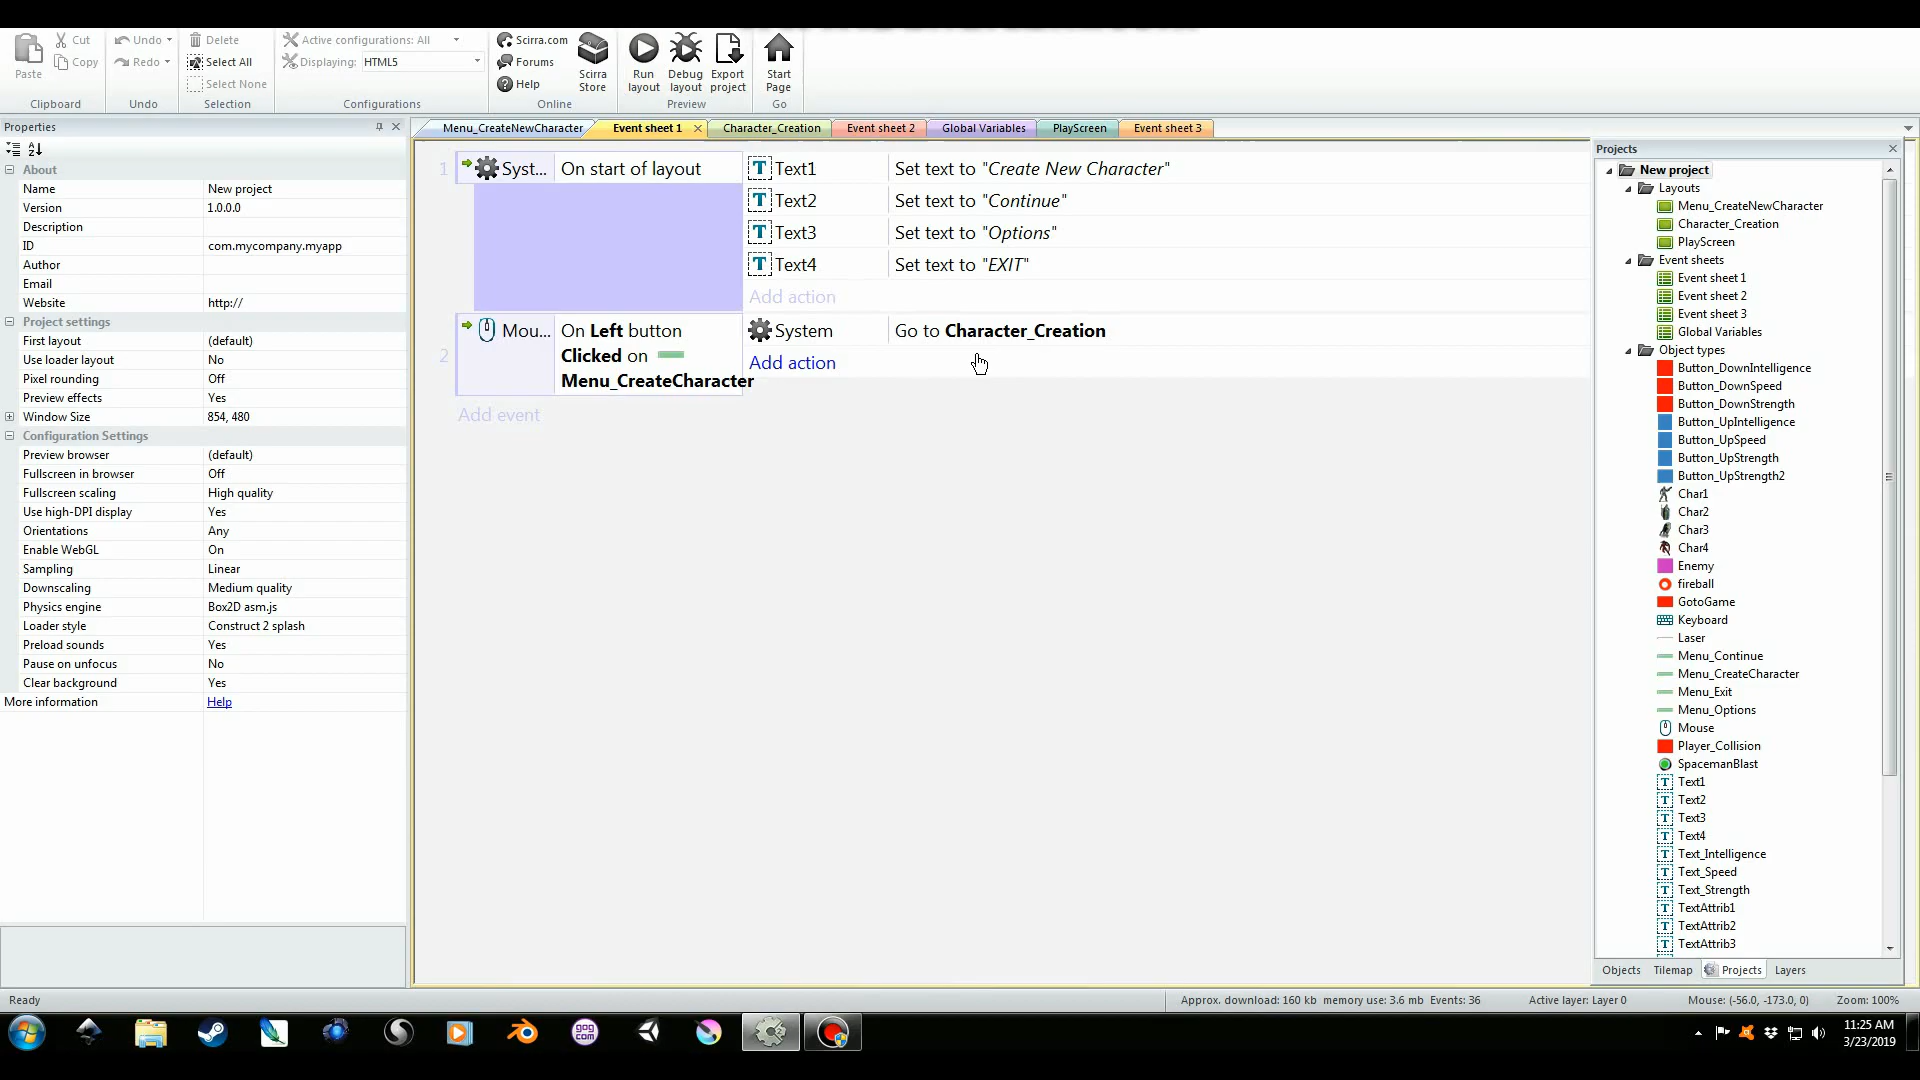 Paste
Cut
Copy
Clipboard
Undo
Redo
Undo
Delete
Select All
Select None
Selection
Active configurations: All
Displaying: HTML5
Configurations
Scirra.com
Forums
Help
Scirra Store
Online
Run layout
Debug layout
Export project
Preview
Start Page
Go
Properties
About
Name New project
Version 1.0.0.0
Description
ID com.mycompany.myapp
Author
Email
Website http://
Project settings
First layout (default)
Use loader layout No
Pixel rounding Off
Preview effects Yes
Window Size 854, 480
Configuration Settings
Preview browser (default)
Fullscreen in browser Off
Fullscreen scaling High quality
Use high-DPI display Yes
Orientations Any
Enable WebGL On
Sampling Linear
Downscaling Medium quality
Physics engine Box2D asm.js
Loader style Construct 2 splash
Preload sounds Yes
Pause on unfocus No
Clear background Yes
More information Help
Menu_CreateNewCharacter Event sheet 1 Character_Creation Event sheet 2 Global Variables PlayScreen Event sheet 3
1 Syst... On start of layout
Text1 Set text to "Create New Character"
Text2 Set text to "Continue"
Text3 Set text to "Options"
Text4 Set text to "EXIT"
Add action
2 Mou... On Left button
Clicked on
Menu_CreateCharacter
System Go to Character_Creation
Add action
Add event
Projects
New project
Layouts
Menu_CreateNewCharacter
Character_Creation
PlayScreen
Event sheets
Event sheet 1
Event sheet 2
Event sheet 3
Global Variables
Object types
Button_DownIntelligence
Button_DownSpeed
Button_DownStrength
Button_UpIntelligence
Button_UpSpeed
Button_UpStrength
Button_UpStrength2
Char1
Char2
Char3
Char4
Enemy
fireball
GotoGame
Keyboard
Laser
Menu_Continue
Menu_CreateCharacter
Menu_Exit
Menu_Options
Mouse
Player_Collision
SpacemanBlast
Text1
Text2
Text3
Text4
Text_Intelligence
Text_Speed
Text_Strength
TextAttrib1
TextAttrib2
TextAttrib3
Objects Tilemap Projects Layers
Ready
Approx. download: 160 kb memory use: 3.6 mb Events: 36
Active layer: Layer 0
Mouse: (-56.0, -173.0, 0)
Zoom: 100%
gog
com
11:25 AM
3/23/2019